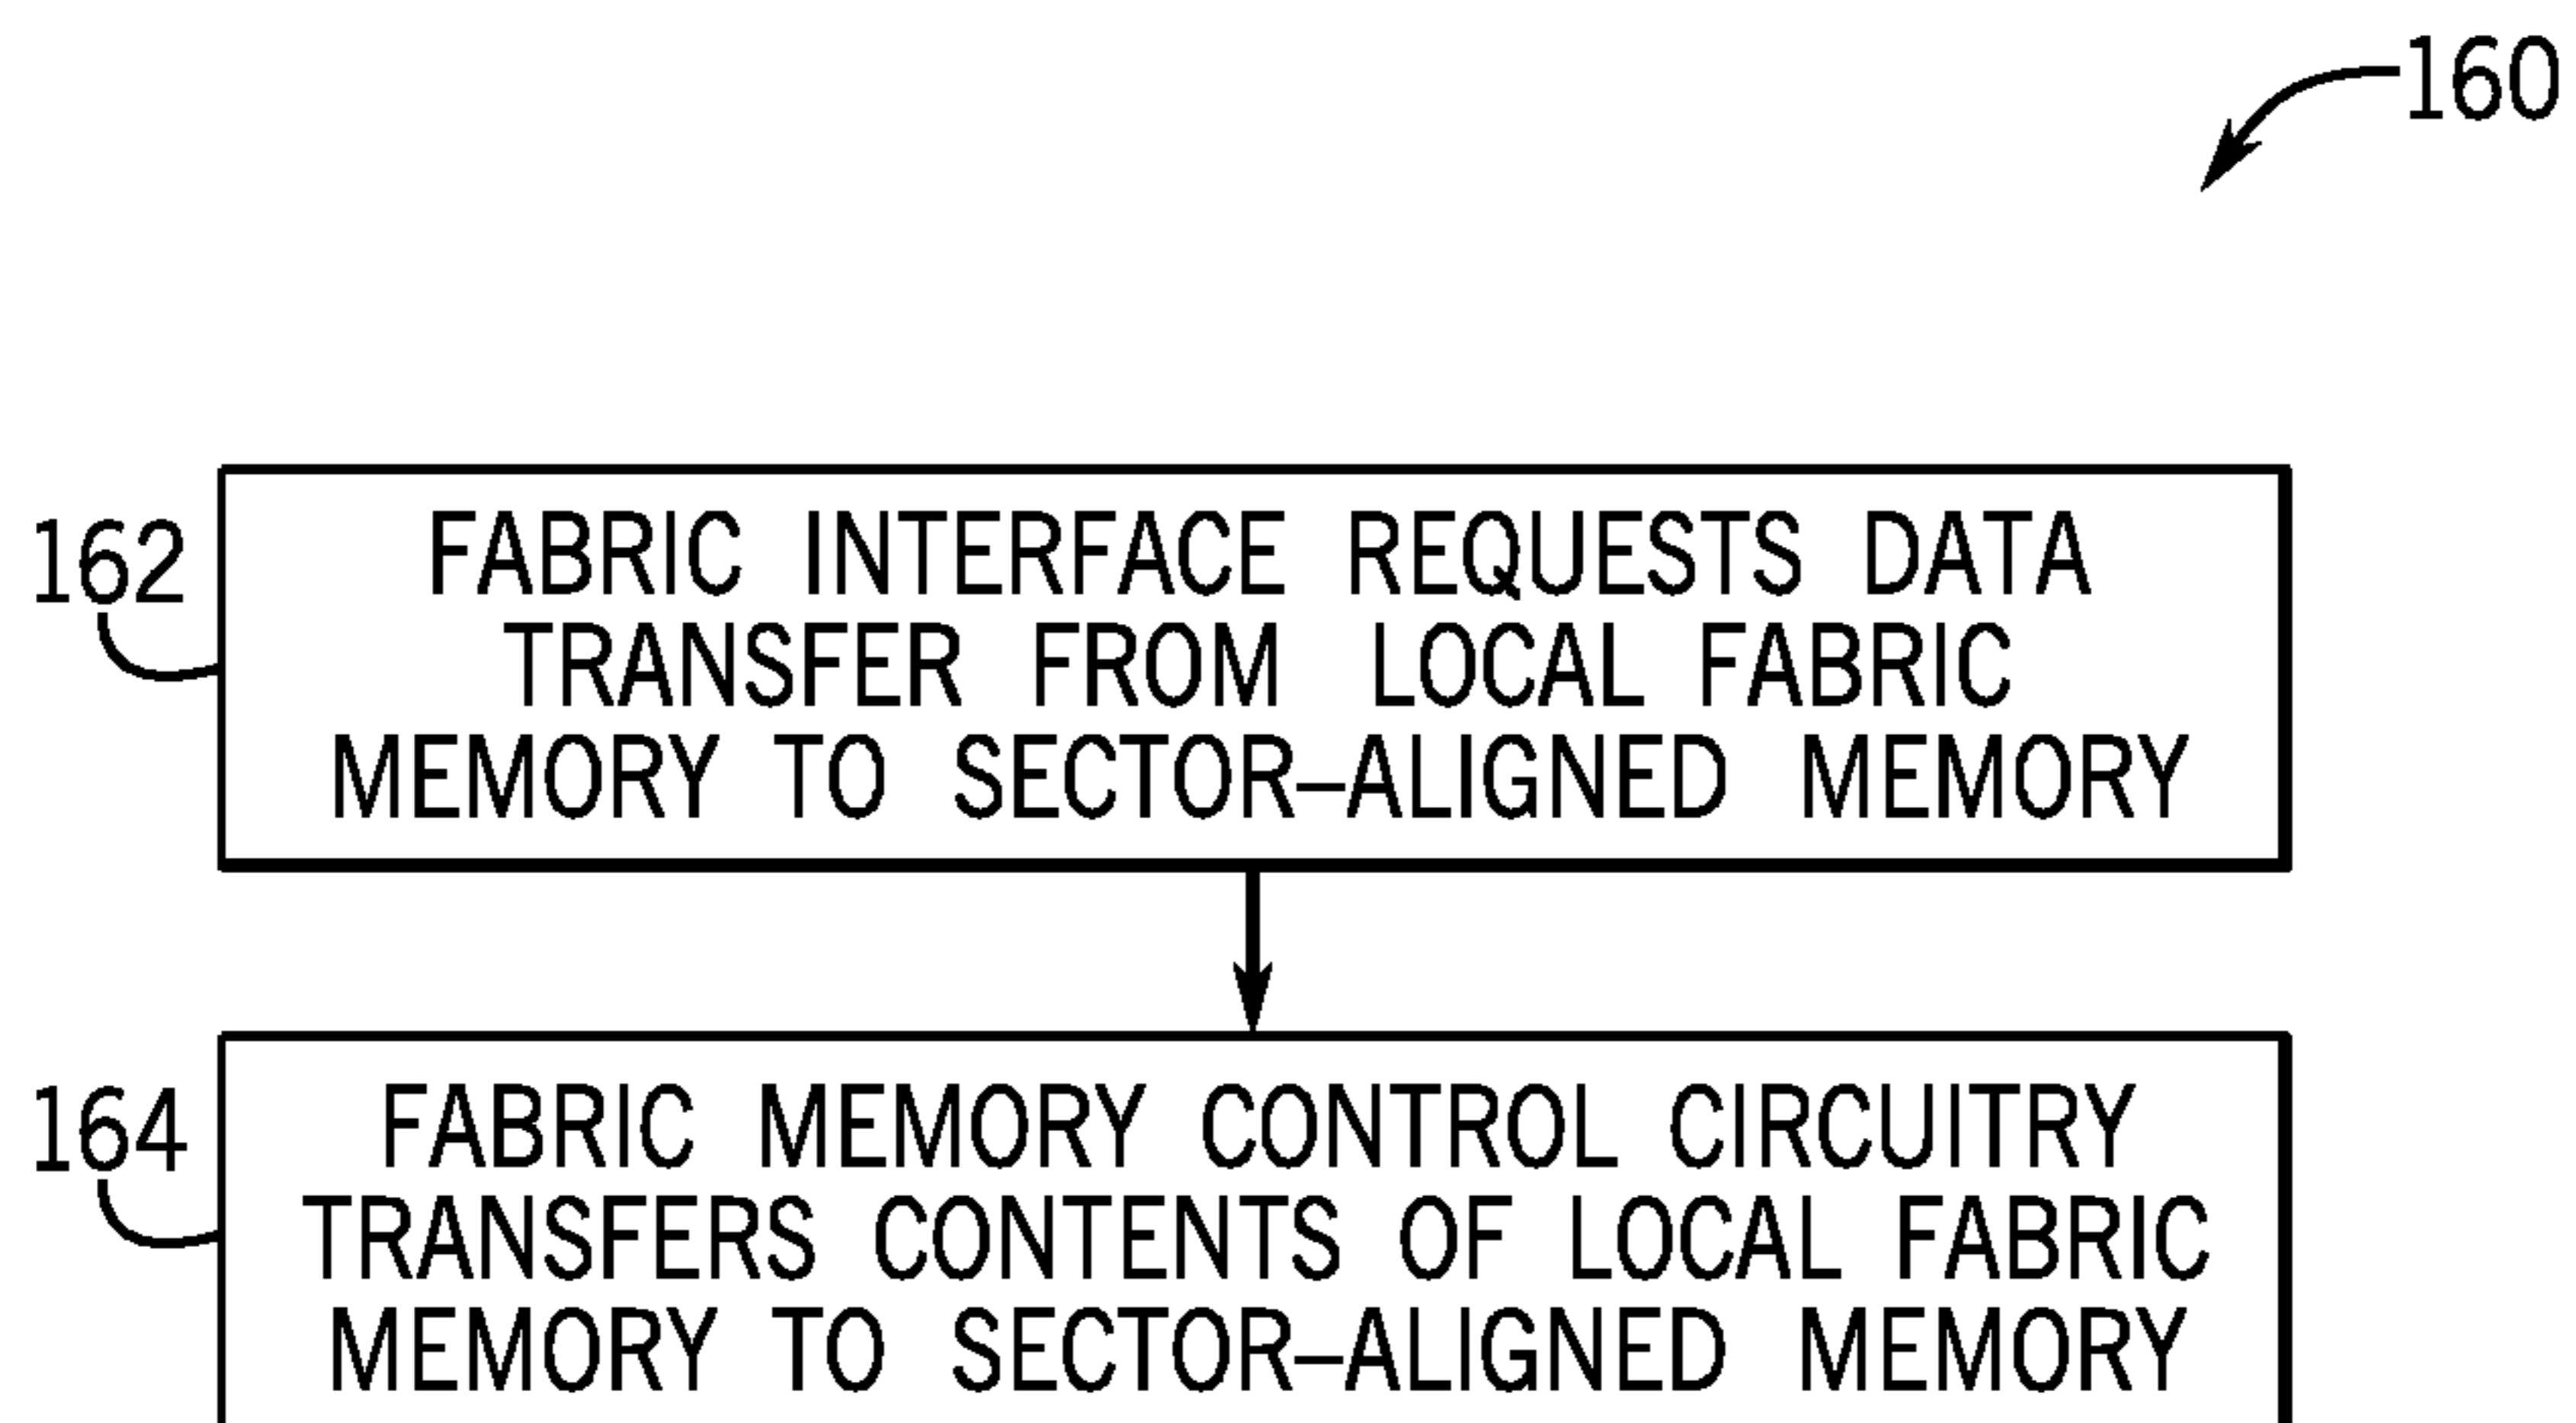 160
162
FABRIC INTERFACE REQUESTS DATA
TRANSFER FROM LOCAL FABRIC
MEMORY TO SECTOR–ALIGNED MEMORY
164
FABRIC MEMORY CONTROL CIRCUITRY
TRANSFERS CONTENTS OF LOCAL FABRIC
MEMORY TO SECTOR–ALIGNED MEMORY